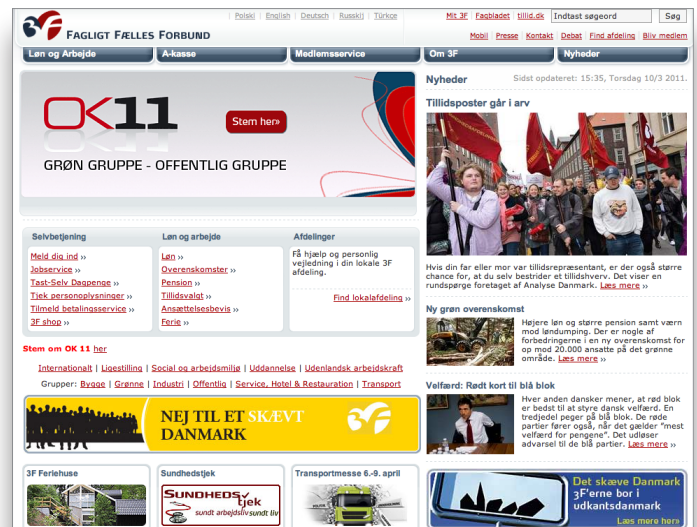 Polski | English | Deutsch | Russkij | Türkçe
Mit 3F | Fagbladet | tillid.dk
Indtast søgeord
Søg
FAGLIGT FÆLLES FORBUND
Mobil | Presse | Kontakt | Debat | Find afdeling | Bliv medlem
Løn og Arbejde
A-kasse
Medlemsservice
Om 3F
Nyheder
OK11
Stem her»
GRØN GRUPPE - OFFENTLIG GRUPPE
Nyheder
Sidst opdateret: 15:35, Torsdag 10/3 2011.
Tillidsposter går i arv
Hvis din far eller mor var tillidsrepræsentant, er der også større
chance for, at du selv bestrider et tillidshverv. Det viser en
rundspørge foretaget af Analyse Danmark. Læs mere »
Selvbetjening
Meld dig ind »
Jobservice »
Tast-Selv Dagpenge »
Tjek personoplysninger »
Tilmeld betalingsservice »
3F shop »
Løn og arbejde
Løn »
Overenskomster »
Pension »
Tillidsvalgt »
Ansættelsesbevis »
Ferie »
Afdelinger
Få hjælp og personlig
vejledning i din lokale 3F
afdeling.
Find lokalafdeling »
Ny grøn overenskomst
Højere løn og større pension samt værn
mod løndumping. Der er nogle af
forbedringerne i en ny overenskomst for
op mod 20.000 ansatte på det grønne
område. Læs mere »
Stem om OK 11 her
Internationalt | Ligestilling | Social og arbejdsmiljø | Uddannelse | Udenlandsk arbejdskraft
Grupper: Bygge | Grønne | Industri | Offentlig | Service, Hotel & Restauration | Transport
Velfærd: Rødt kort til blå blok
Hver anden dansker mener, at rød blok
er bedst til at styre dansk velfærd. En
tredjedel peger på blå blok. De røde
partier fører også, når det gælder "mest
velfærd for pengene". Det udløser
advarsel til de blå partier. Læs mere »
NEJ TIL ET SKÆVT
DANMARK
3F Feriehuse
Sundhedstjek
SUNDHEDS
tjek
sundt arbejdsliv sundt liv
Transportmesse 6.-9. april
Det skæve Danmark
3F'erne bor i
udkantsdanmark
Læs mere her»